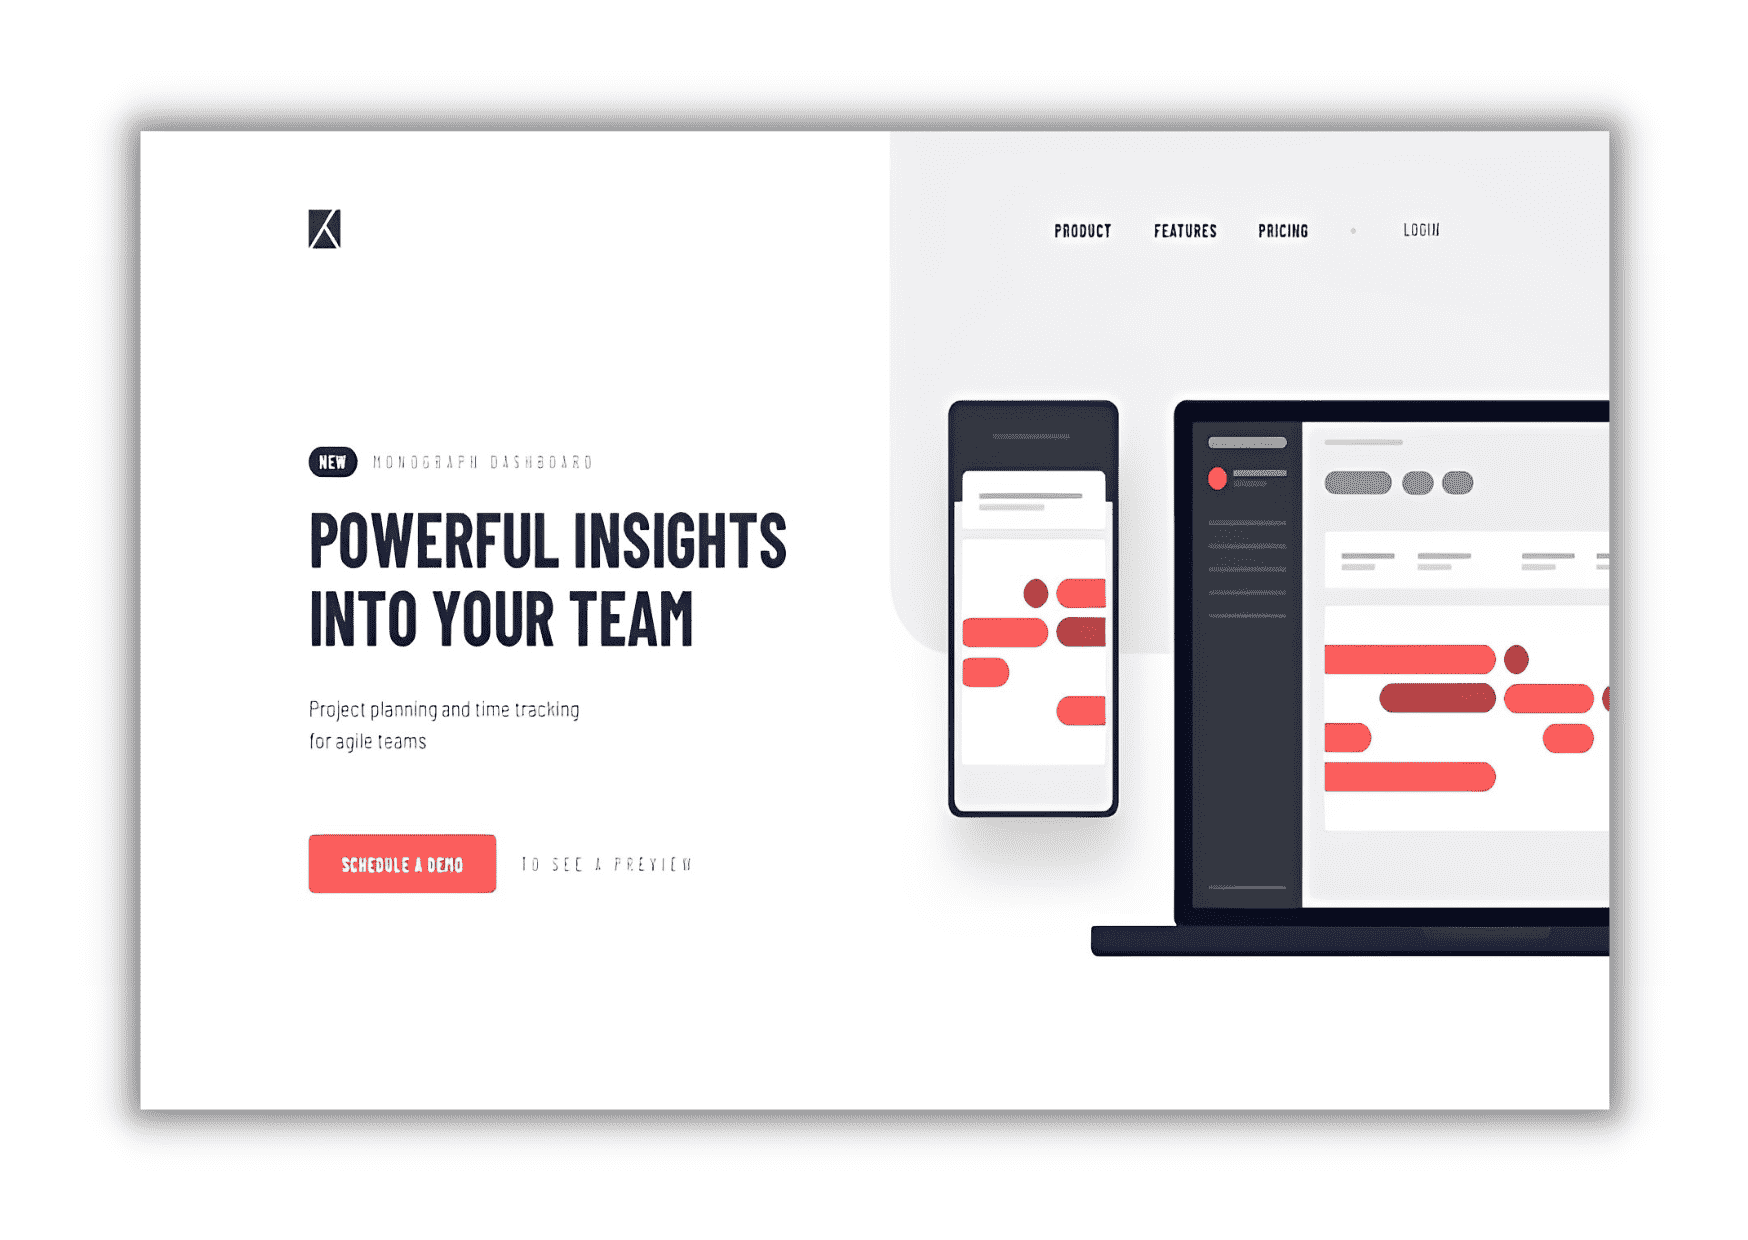 PRODUCT FEATURES PRICING LOGIN
NEW MONOGRAPH DASHBOARD
POWERFUL INSIGHTS
INTO YOUR TEAM
Project planning and time tracking
for agile teams
SCHEDULE A DEMO TO SEE A PREVIEW